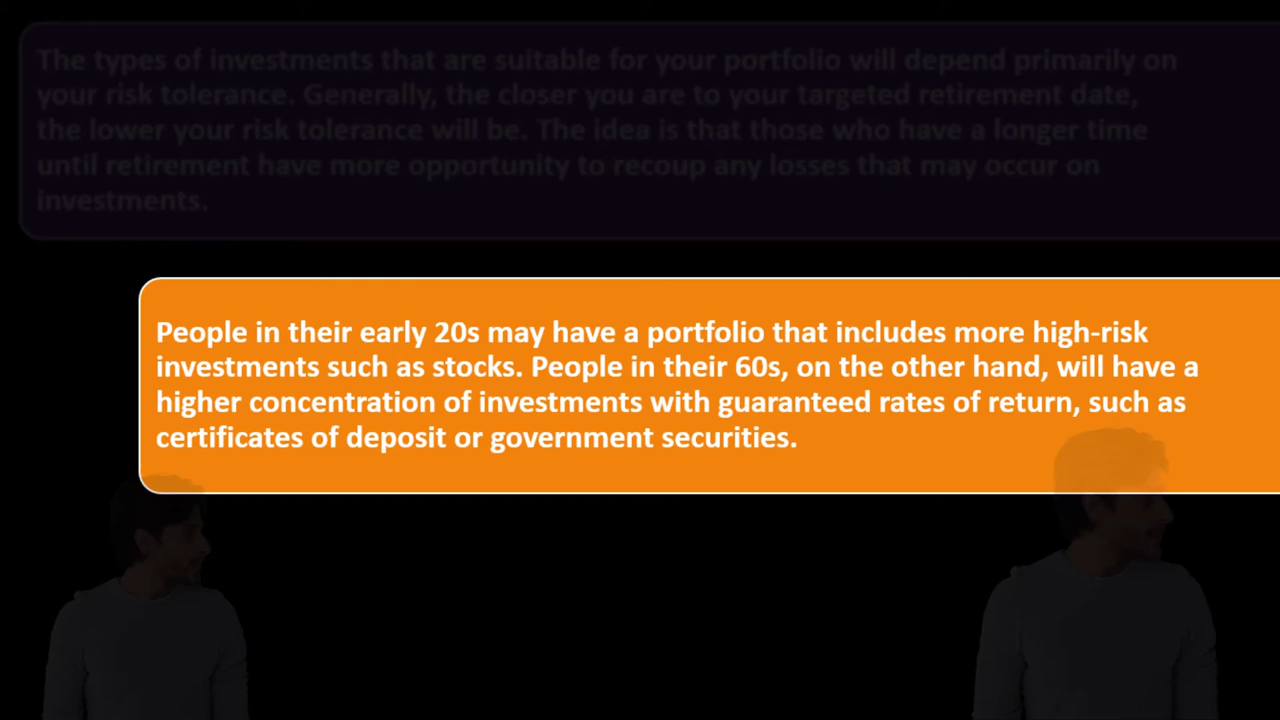 The types of investments that are suitable for your portfolio will depend primarily on
your risk tolerance. Generally, the closer you are to your targeted retirement date,
the lower your risk tolerance will be. The idea is that those who have a longer time
until retirement have more opportunity to recoup any losses that may occur on
investments.
People in their early 20s may have a portfolio that includes more high-risk
investments such as stocks. People in their 60s, on the other hand, will have a
higher concentration of investments with guaranteed rates of return, such as
certificates of deposit or government securities.